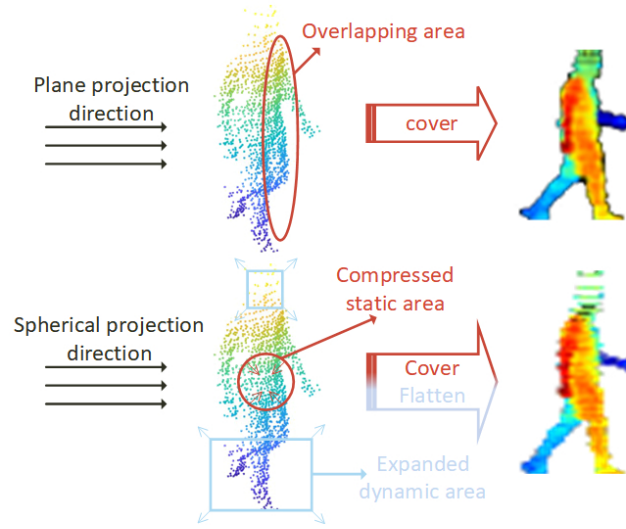 Overlapping area
Plane projection
direction
cover
Compressed
static area
Spherical projection
direction
Cover
Flatten
Expanded
dynamic area